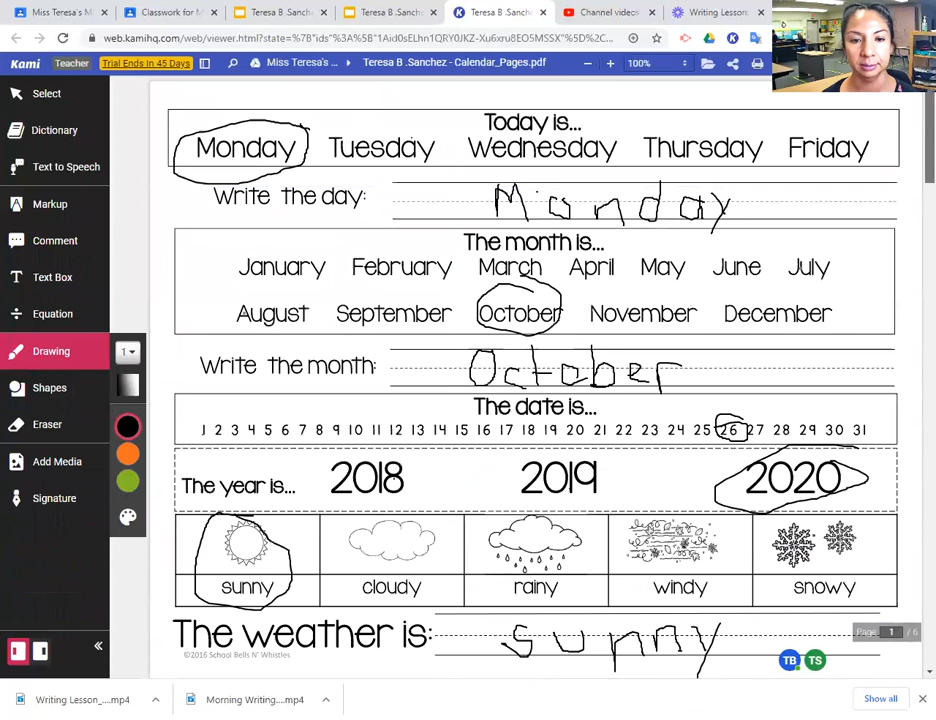 Miss Teresa's M
Classwork for M
Teresa B .Sanche
Teresa B .Sanche
Teresa B .Sanch
Channel videos
Writing Lesson:
web.kamihq.com/web/viewer.html?state=%7B"ids"%3A%5B"1Aid0sELhn1QRY0JKZ-Xu6xru8EO5MSSX"%5D%2C...
Kami Teacher Trial Ends In 45 Days Miss Teresa's... Teresa B .Sanchez - Calendar_Pages.pdf 100%
Select
Dictionary
Text to Speech
Markup
Comment
Text Box
Equation
Drawing 1
Shapes
Eraser
Add Media
Signature
Today is...
Monday Tuesday Wednesday Thursday Friday
Write the day: Monday
The month is...
January February March April May June July
August September October November December
Write the month: October
The date is...
1 2 3 4 5 6 7 8 9 10 11 12 13 14 15 16 17 18 19 20 21 22 23 24 25 26 27 28 29 30 31
The year is... 2018 2019 2020
sunny cloudy rainy windy snowy
The weather is: sunny
©2016 School Bells N' Whistles
Page 1 / 6
TB TS
Writing Lesson_....mp4
Morning Writing....mp4
Show all